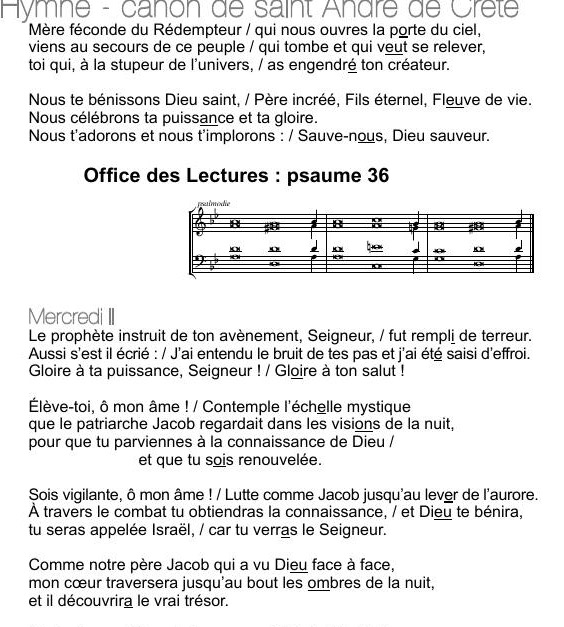 Hymne - canon de saint André de Crète
Mère féconde du Rédempteur / qui nous ouvres la porte du ciel,
viens au secours de ce peuple / qui tombe et qui veut se relever,
toi qui, à la stupeur de l'univers, / as engendré ton créateur.
Nous te bénissons Dieu saint, / Père incréé, Fils éternel, Fleuve de vie.
Nous célébrons ta puissance et ta gloire.
Nous t'adorons et nous t'implorons : / Sauve-nous, Dieu sauveur.
Office des Lectures : psaume 36
psalmodie
Mercredi II
Le prophète instruit de ton avènement, Seigneur, / fut rempli de terreur.
Aussi s'est il écrié : / J'ai entendu le bruit de tes pas et j'ai été saisi d'effroi.
Gloire à ta puissance, Seigneur ! / Gloire à ton salut !
Élève-toi, ô mon âme ! / Contemple l'échelle mystique
que le patriarche Jacob regardait dans les visions de la nuit,
pour que tu parviennes à la connaissance de Dieu /
et que tu sois renouvelée.
Sois vigilante, ô mon âme ! / Lutte comme Jacob jusqu'au lever de l'aurore.
À travers le combat tu obtiendras la connaissance, / et Dieu te bénira,
tu seras appelée Israël, / car tu verras le Seigneur.
Comme notre père Jacob qui a vu Dieu face à face,
mon cœur traversera jusqu'au bout les ombres de la nuit,
et il découvrira le vrai trésor.